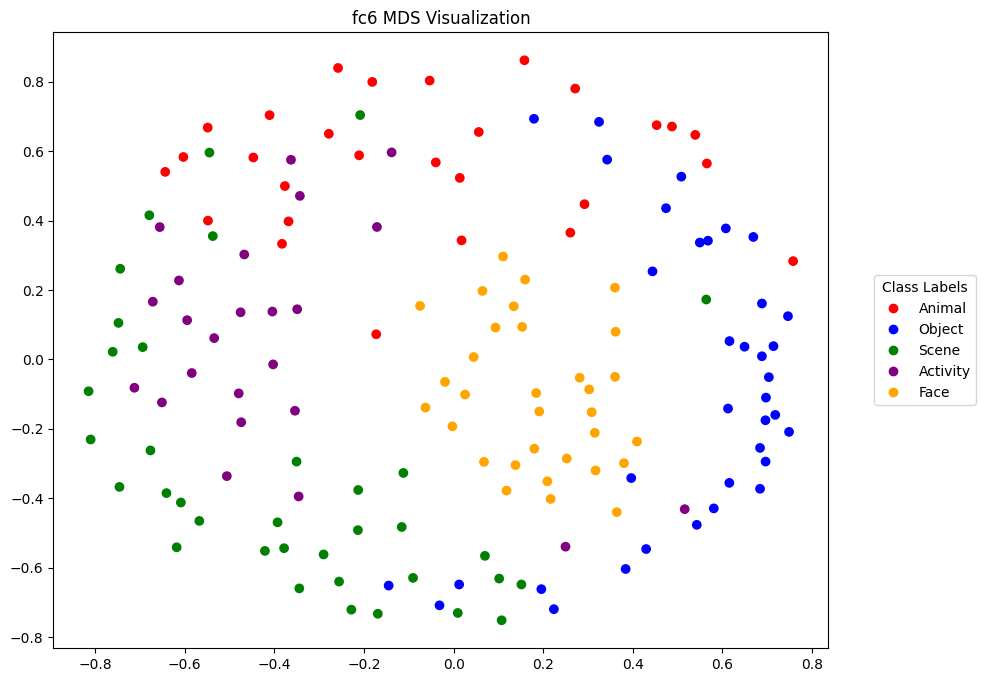 fc6 MDS Visualization
0.8
0.6
0.4
0.2
0.0
−0.2
−0.4
−0.6
−0.8
−0.8 −0.6 −0.4 −0.2 0.0 0.2 0.4 0.6 0.8
Class Labels
Animal
Object
Scene
Activity
Face